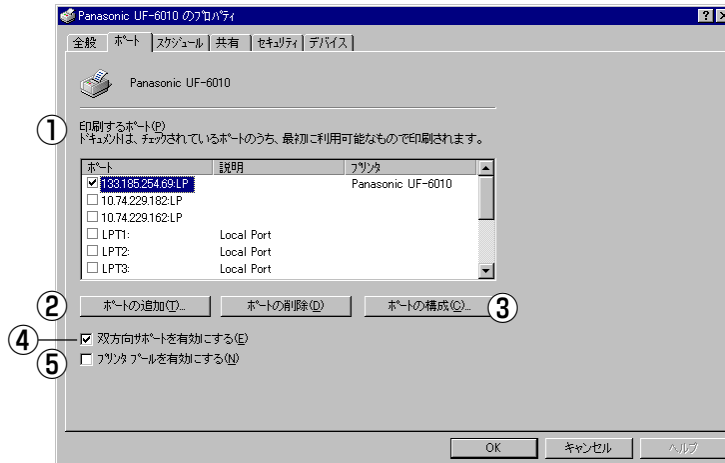 Panasonic UF-6010 のﾌﾟﾛﾊﾟﾃｨ
全般 ﾎﾟｰﾄ ｽｹｼﾞｭｰﾙ 共有 ｾｷｭﾘﾃｨ ﾃﾞﾊﾞｲｽ
Panasonic UF-6010
①
印刷するﾎﾟｰﾄ(P)
ﾄﾞｷｭﾒﾝﾄは、ﾁｪｯｸされているﾎﾟｰﾄのうち、最初に利用可能なもので印刷されます。
ﾎﾟｰﾄ 説明 ﾌﾟﾘﾝﾀ
133.185.254.69:LP Panasonic UF-6010
10.74.229.182:LP
10.74.229.162:LP
LPT1: Local Port
LPT2: Local Port
LPT3: Local Port
② ﾎﾟｰﾄの追加(T)... ﾎﾟｰﾄの削除(D) ﾎﾟｰﾄの構成(C)... ③
④ 双方向ｻﾎﾟｰﾄを有効にする(E)
⑤ ﾌﾟﾘﾝﾀ ﾌﾟｰﾙを有効にする(N)
OK ｷｬﾝｾﾙ ﾍﾙﾌﾟ